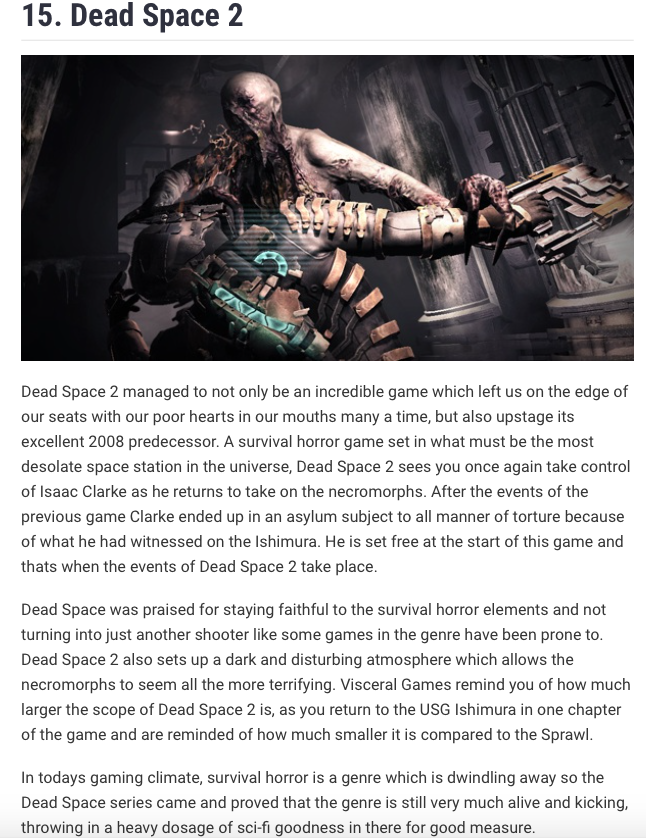 15. Dead Space 2
Dead Space 2 managed to not only be an incredible game which left us on the edge of
our seats with our poor hearts in our mouths many a time, but also upstage its
excellent 2008 predecessor. A survival horror game set in what must be the most
desolate space station in the universe, Dead Space 2 sees you once again take control
of Isaac Clarke as he returns to take on the necromorphs. After the events of the
previous game Clarke ended up in an asylum subject to all manner of torture because
of what he had witnessed on the Ishimura. He is set free at the start of this game and
thats when the events of Dead Space 2 take place.
Dead Space was praised for staying faithful to the survival horror elements and not
turning into just another shooter like some games in the genre have been prone to.
Dead Space 2 also sets up a dark and disturbing atmosphere which allows the
necromorphs to seem all the more terrifying. Visceral Games remind you of how much
larger the scope of Dead Space 2 is, as you return to the USG Ishimura in one chapter
of the game and are reminded of how much smaller it is compared to the Sprawl.
In todays gaming climate, survival horror is a genre which is dwindling away so the
Dead Space series came and proved that the genre is still very much alive and kicking,
throwing in a heavy dosage of sci-fi goodness in there for good measure.